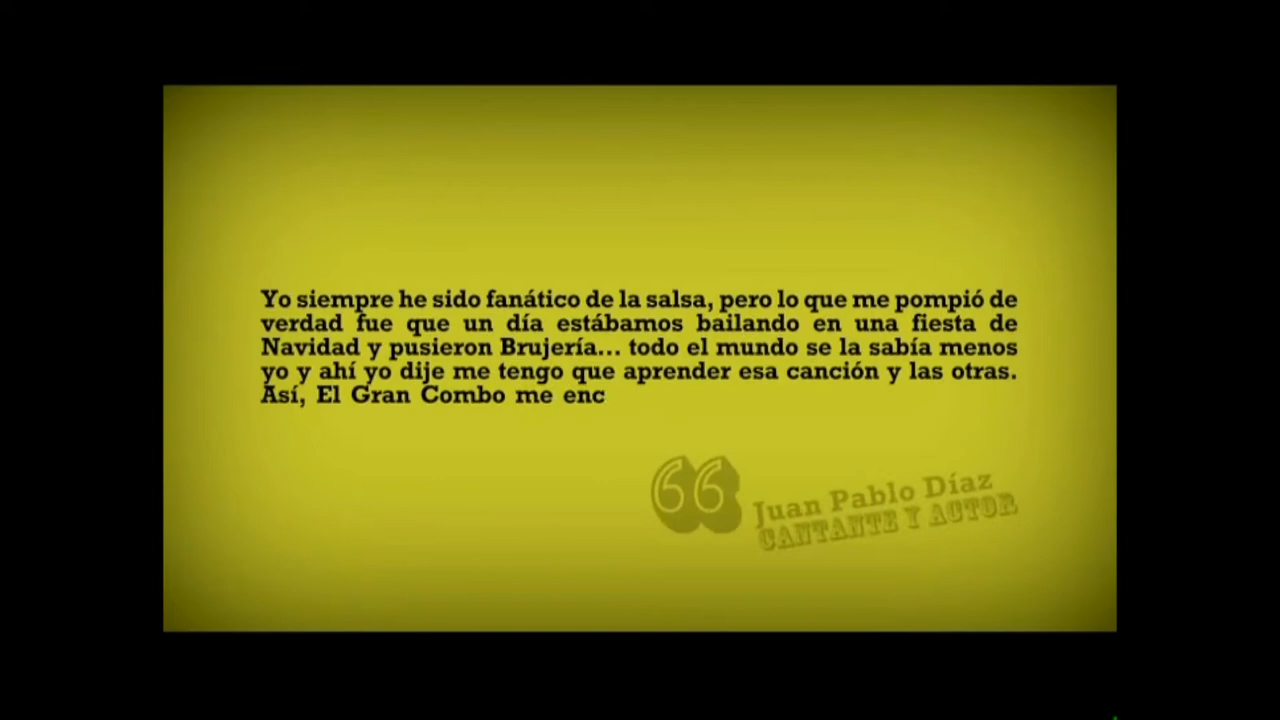 Yo siempre he sido fanático de la salsa, pero lo que me pompió de
verdad fue que un día estábamos bailando en una fiesta de
Navidad y pusieron Brujería... todo el mundo se la sabía menos
yo y ahí yo dije me tengo que aprender esa canción y las otras.
Así, El Gran Combo me enc
“ Juan Pablo Díaz
CANTANTE Y ACTOR